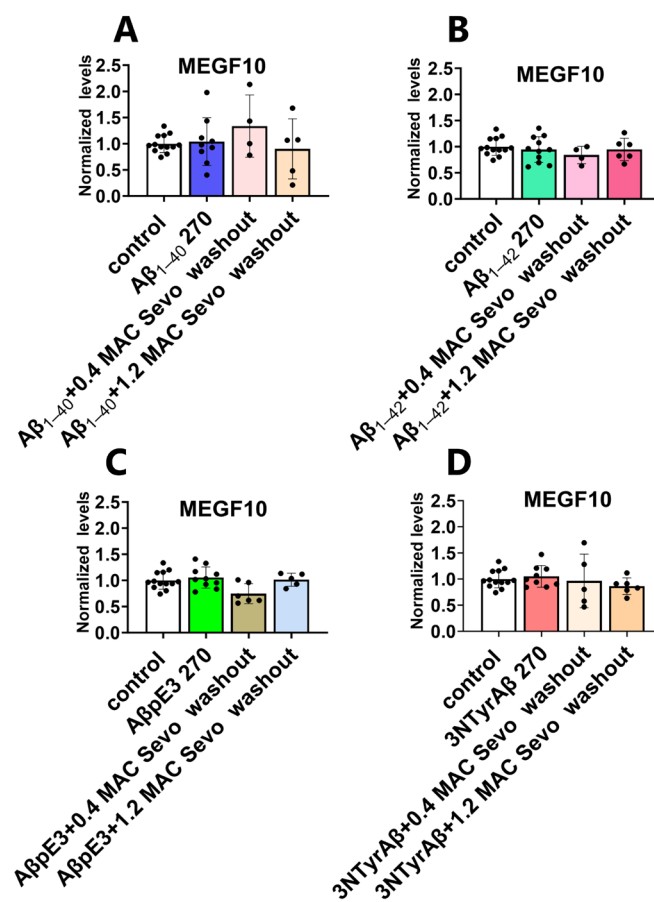 A
MEGF10
Normalized levels
2.5
2.0
1.5
1.0
0.5
0.0
control
Aβ1–40 270
Aβ1–40+0.4 MAC Sevo washout
Aβ1–40+1.2 MAC Sevo washout
B
MEGF10
Normalized levels
2.5
2.0
1.5
1.0
0.5
0.0
control
Aβ1–42 270
Aβ1–42+0.4 MAC Sevo washout
Aβ1–42+1.2 MAC Sevo washout
C
MEGF10
Normalized levels
2.5
2.0
1.5
1.0
0.5
0.0
control
AβpE3 270
AβpE3+0.4 MAC Sevo washout
AβpE3+1.2 MAC Sevo washout
D
MEGF10
Normalized levels
2.5
2.0
1.5
1.0
0.5
0.0
control
3NTyrAβ 270
3NTyrAβ+0.4 MAC Sevo washout
3NTyrAβ+1.2 MAC Sevo washout